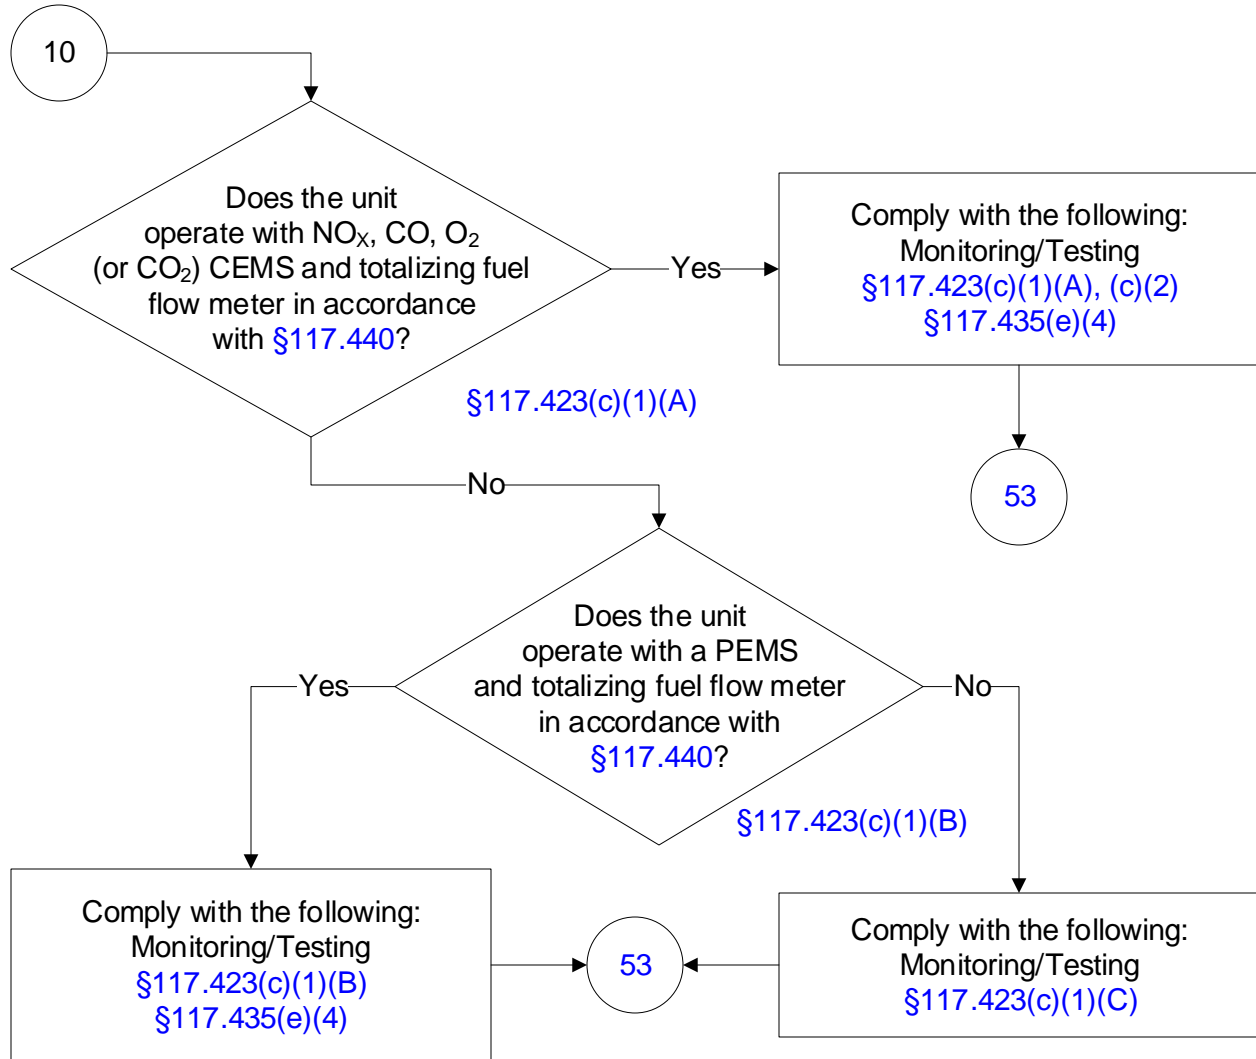 10
Does the unit
operate with NOX, CO, O2
(or CO2) CEMS and totalizing fuel
flow meter in accordance
with §117.440?
Yes
Comply with the following:
Monitoring/Testing
§117.423(c)(1)(A), (c)(2)
§117.435(e)(4)
§117.423(c)(1)(A)
53
No
Does the unit
operate with a PEMS
and totalizing fuel flow meter
in accordance with
§117.440?
Yes
No
§117.423(c)(1)(B)
Comply with the following:
Monitoring/Testing
§117.423(c)(1)(B)
§117.435(e)(4)
53
Comply with the following:
Monitoring/Testing
§117.423(c)(1)(C)